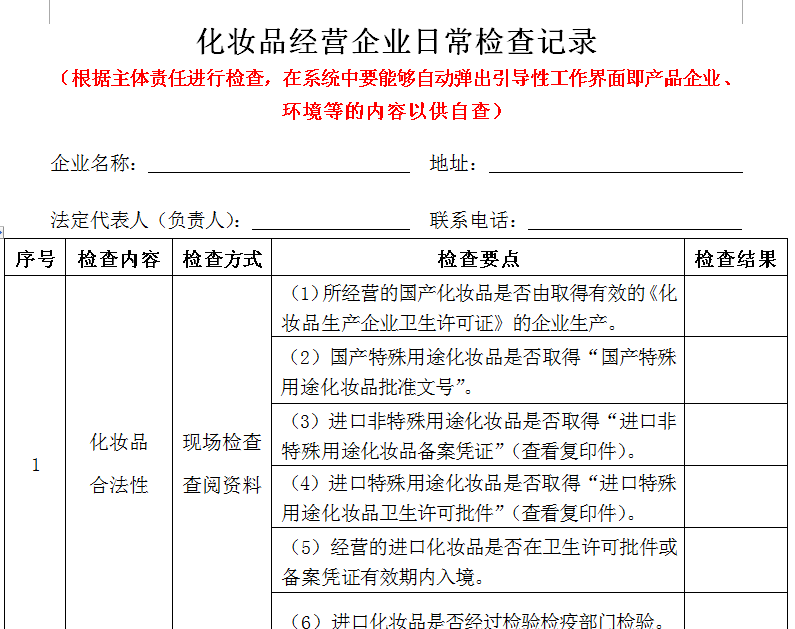 化妆品经营企业日常检查记录
（根据主体责任进行检查，在系统中要能够自动弹出引导性工作界面即产品企业、
环境等的内容以供自查）
企业名称： 地址：
法定代表人（负责人）： 联系电话：
序号 检查内容 检查方式 检查要点 检查结果
1
化妆品
合法性
现场检查
查阅资料
（1）所经营的国产化妆品是否由取得有效的《化
妆品生产企业卫生许可证》的企业生产。
（2）国产特殊用途化妆品是否取得“国产特殊
用途化妆品批准文号”。
（3）进口非特殊用途化妆品是否取得“进口非
特殊用途化妆品备案凭证”（查看复印件）。
（4）进口特殊用途化妆品是否取得“进口特殊
用途化妆品卫生许可批件”（查看复印件）。
（5）经营的进口化妆品是否在卫生许可批件或
备案凭证有效期内入境。
（6）进口化妆品是否经过检验检疫部门检验。